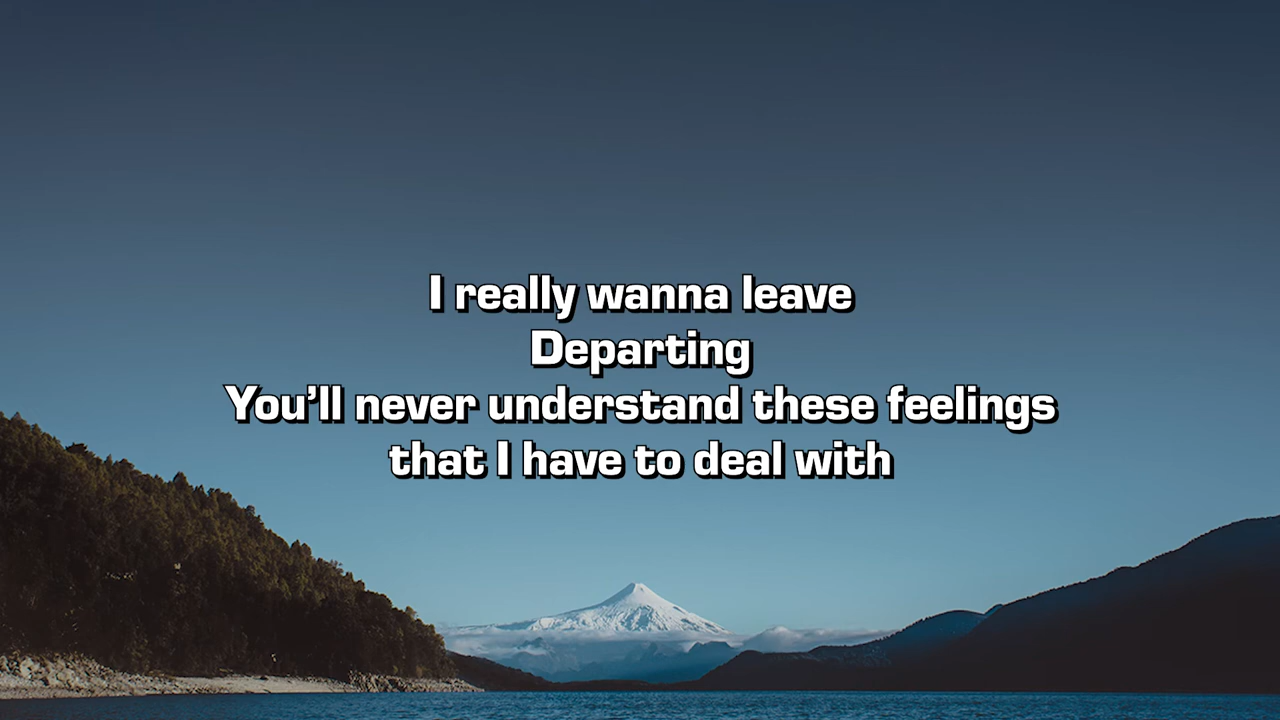 I really wanna leave
Departing
You’ll never understand these feelings
that I have to deal with